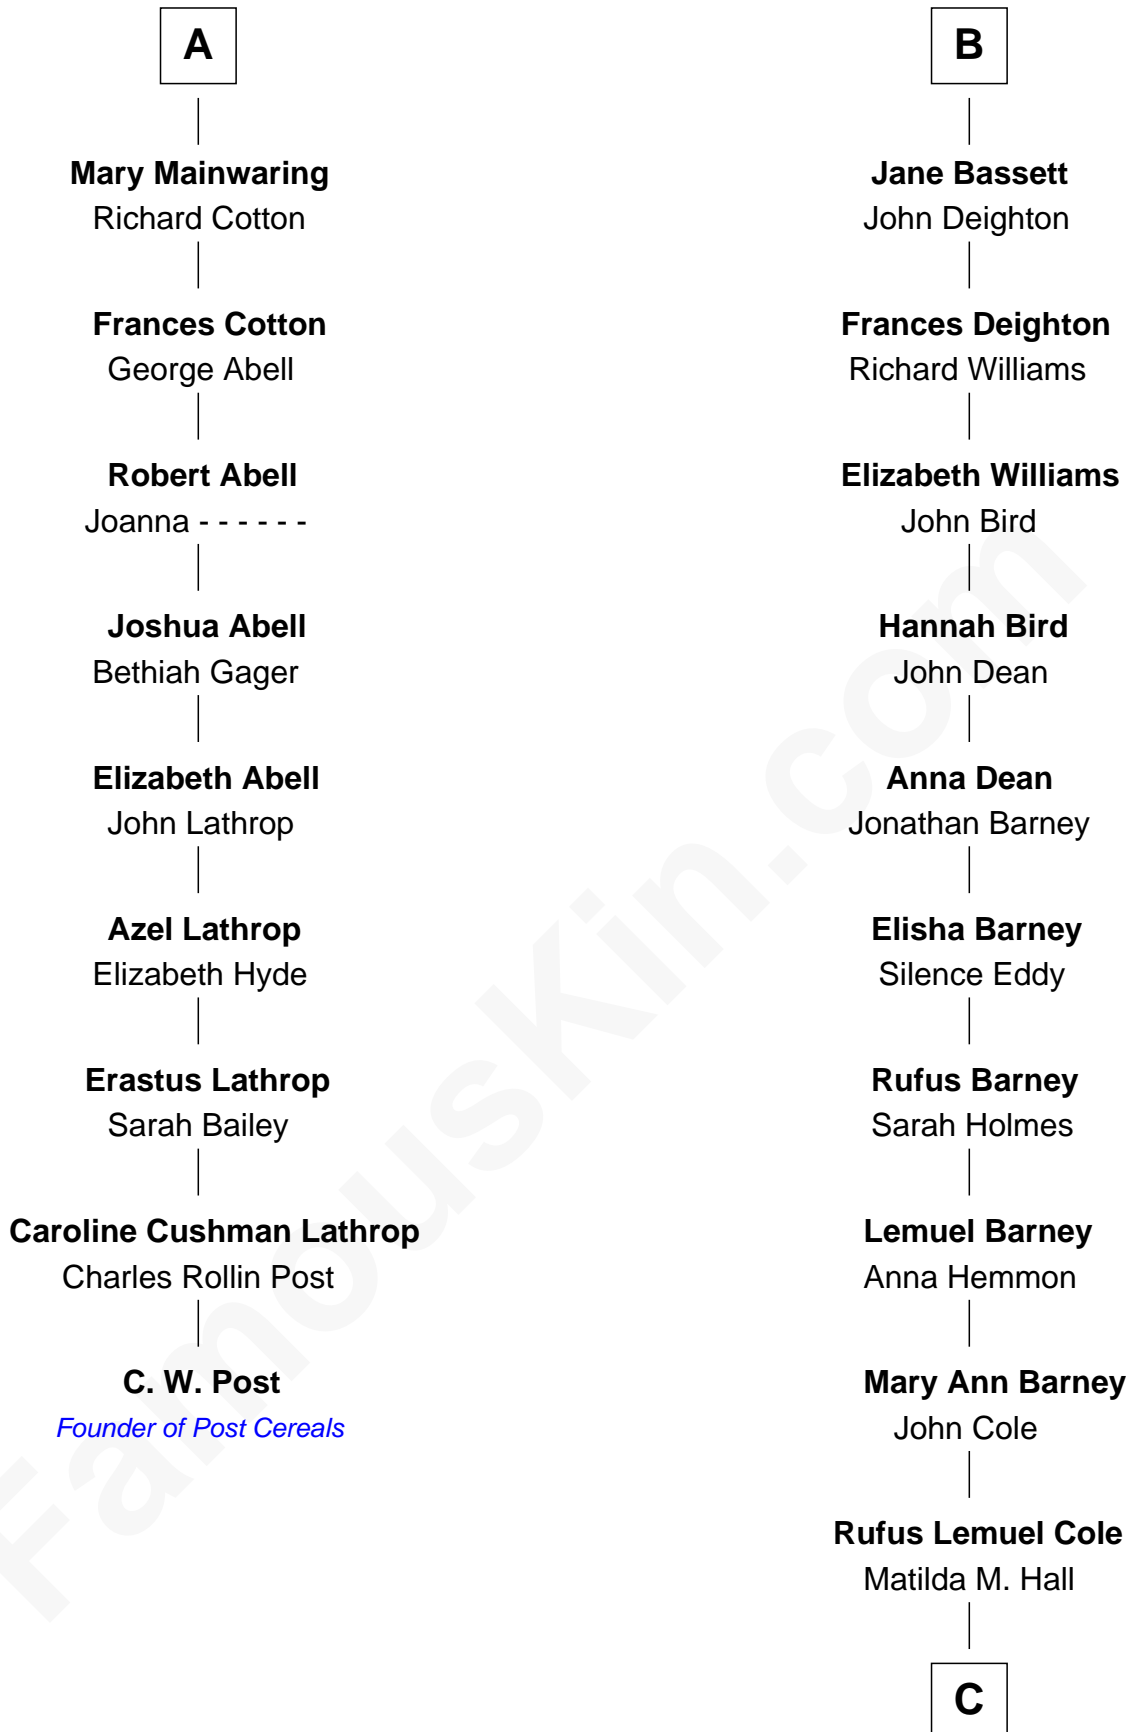 A
Mary Mainwaring
Richard Cotton
Frances Cotton
George Abell
Robert Abell
Joanna - - - - - -
Joshua Abell
Bethiah Gager
Elizabeth Abell
John Lathrop
Azel Lathrop
Elizabeth Hyde
Erastus Lathrop
Sarah Bailey
Caroline Cushman Lathrop
Charles Rollin Post
C. W. Post
Founder of Post Cereals
B
Jane Bassett
John Deighton
Frances Deighton
Richard Williams
Elizabeth Williams
John Bird
Hannah Bird
John Dean
Anna Dean
Jonathan Barney
Elisha Barney
Silence Eddy
Rufus Barney
Sarah Holmes
Lemuel Barney
Anna Hemmon
Mary Ann Barney
John Cole
Rufus Lemuel Cole
Matilda M. Hall
C
FamousKin.com